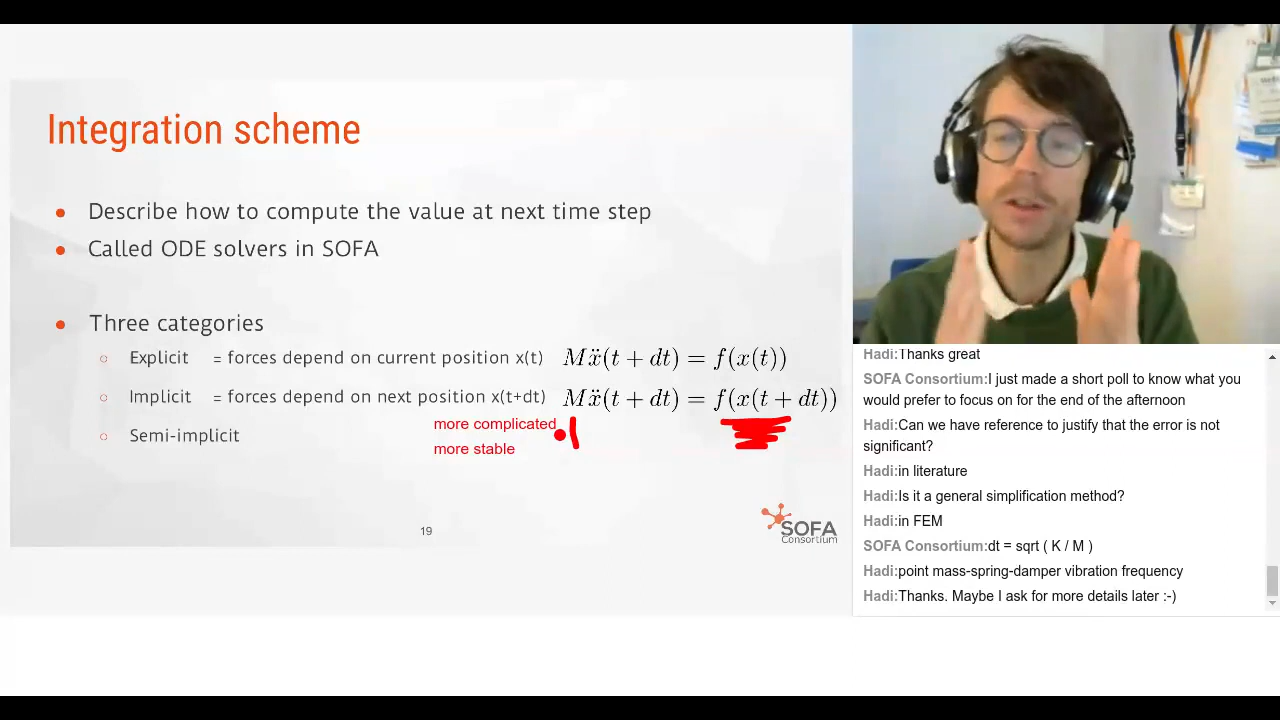 Integration scheme
Describe how to compute the value at next time step
Called ODE solvers in SOFA
Three categories
Explicit = forces depend on current position x(t) Mẍ(t + dt) = f(x(t))
Implicit = forces depend on next position x(t+dt) Mẍ(t + dt) = f(x(t + dt))
more complicated
Semi-implicit
more stable
19
SOFA
Consortium
Hadi:Thanks great
SOFA Consortium:I just made a short poll to know what you
would prefer to focus on for the end of the afternoon
Hadi:Can we have reference to justify that the error is not
significant?
Hadi:in literature
Hadi:Is it a general simplification method?
Hadi:in FEM
SOFA Consortium:dt = sqrt ( K / M )
Hadi:point mass-spring-damper vibration frequency
Hadi:Thanks. Maybe I ask for more details later :-)